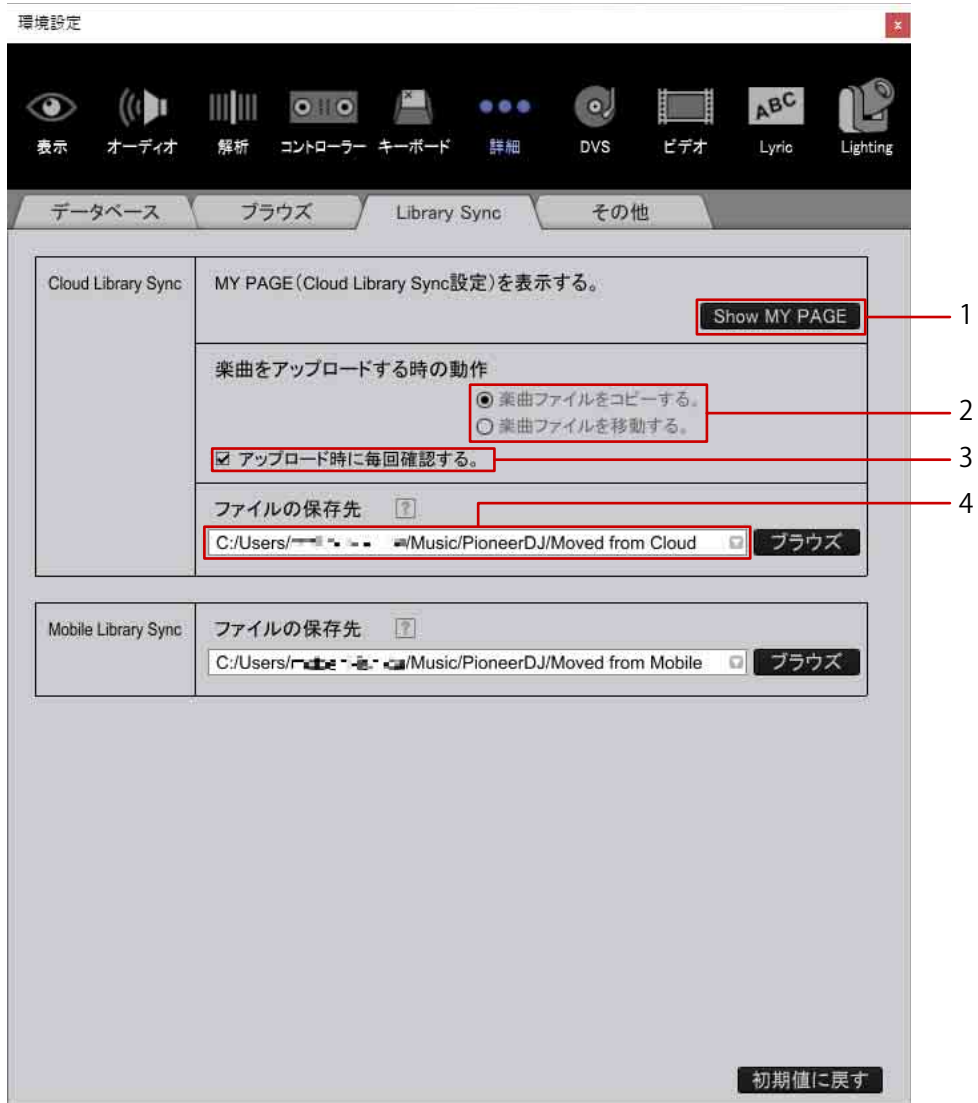 環境設定
x
ABC
表示 オーディオ 解析 コントローラー キーボード 詳細 DVS ビデオ Lyric Lighting
データベース ブラウズ Library Sync その他
Cloud Library Sync
MY PAGE(Cloud Library Sync設定)を表示する。
Show MY PAGE
1
楽曲をアップロードする時の動作
楽曲ファイルをコピーする。
楽曲ファイルを移動する。
2
アップロード時に毎回確認する。
3
ファイルの保存先 ?
4
C:/Users/ /Music/PioneerDJ/Moved from Cloud
ブラウズ
Mobile Library Sync
ファイルの保存先 ?
C:/Users/ /Music/PioneerDJ/Moved from Mobile
ブラウズ
初期値に戻す